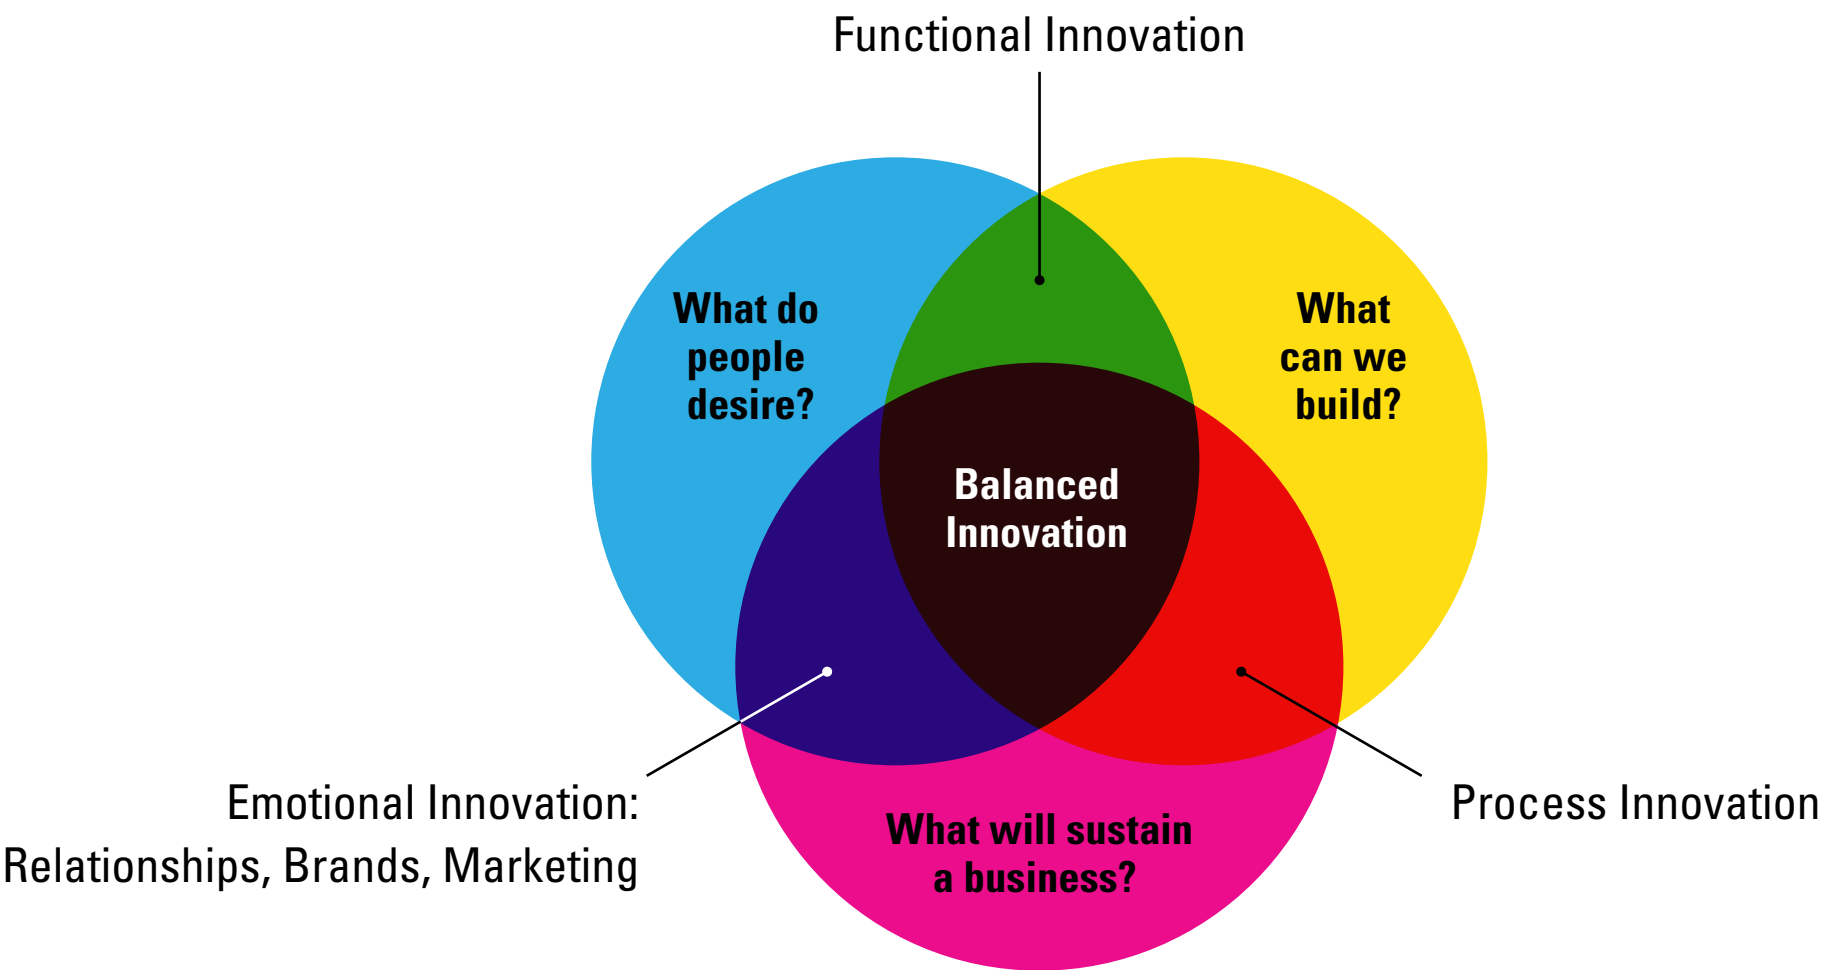 Functional Innovation
What do
people
desire?
What
can we
build?
Balanced
Innovation
Emotional Innovation:
Relationships, Brands, Marketing
Process Innovation
What will sustain
a business?